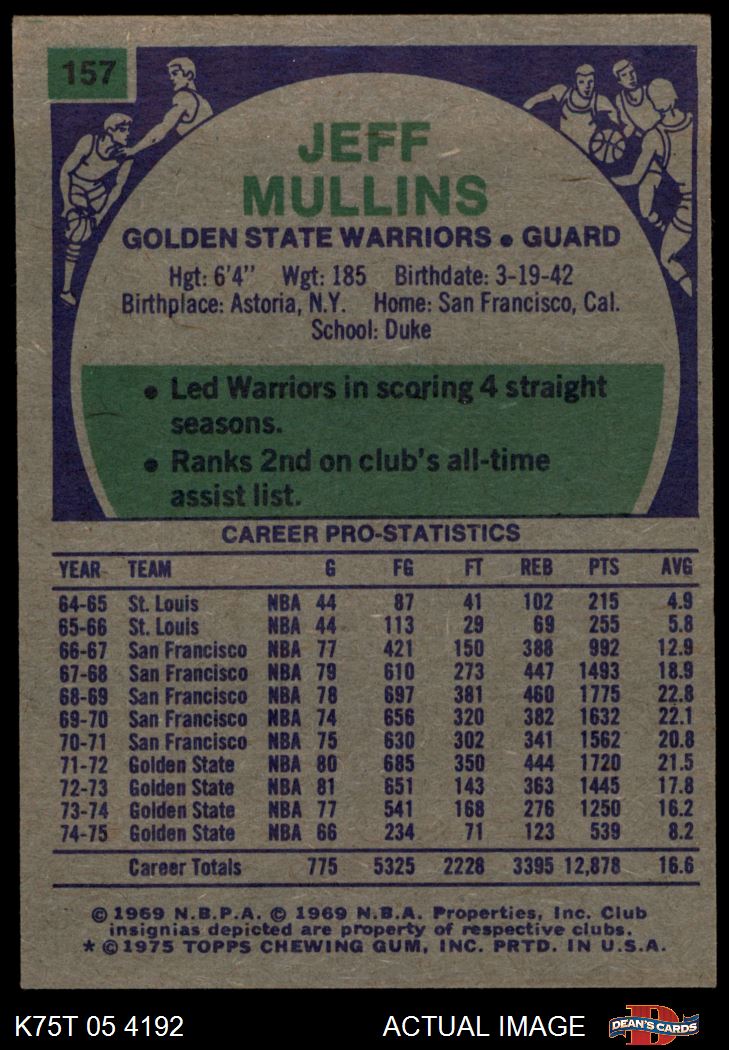 157
JEFF
MULLINS
GOLDEN STATE WARRIORS • GUARD
Hgt: 6'4" Wgt: 185 Birthdate: 3-19-42
Birthplace: Astoria, N.Y. Home: San Francisco, Cal.
School: Duke
• Led Warriors in scoring 4 straight
seasons.
• Ranks 2nd on club's all-time
assist list.
CAREER PRO-STATISTICS
YEAR TEAM G FG FT REB PTS AVG
64-65 St. Louis NBA 44 87 41 102 215 4.9
65-66 St. Louis NBA 44 113 29 69 255 5.8
66-67 San Francisco NBA 77 421 150 388 992 12.9
67-68 San Francisco NBA 79 610 273 447 1493 18.9
68-69 San Francisco NBA 78 697 381 460 1775 22.8
69-70 San Francisco NBA 74 656 320 382 1632 22.1
70-71 San Francisco NBA 75 630 302 341 1562 20.8
71-72 Golden State NBA 80 685 350 444 1720 21.5
72-73 Golden State NBA 81 651 143 363 1445 17.8
73-74 Golden State NBA 77 541 168 276 1250 16.2
74-75 Golden State NBA 66 234 71 123 539 8.2
Career Totals 775 5325 2228 3395 12,878 16.6
© 1969 N.B.P.A. © 1969 N.B.A. Properties, Inc. Club
insignias depicted are property of respective clubs.
* © 1975 TOPPS CHEWING GUM, INC. PRTD. IN U.S.A.
K75T 05 4192 ACTUAL IMAGE DEAN'S CARDS